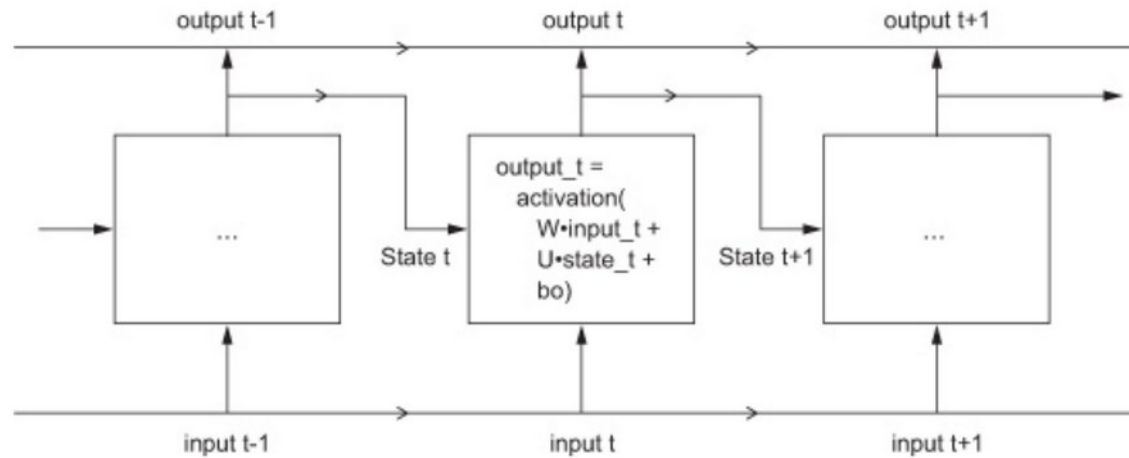 output t-1
output t
output t+1
output_t =
activation(
W•input_t +
U•state_t +
bo)
...
...
State t
State t+1
input t-1
input t
input t+1